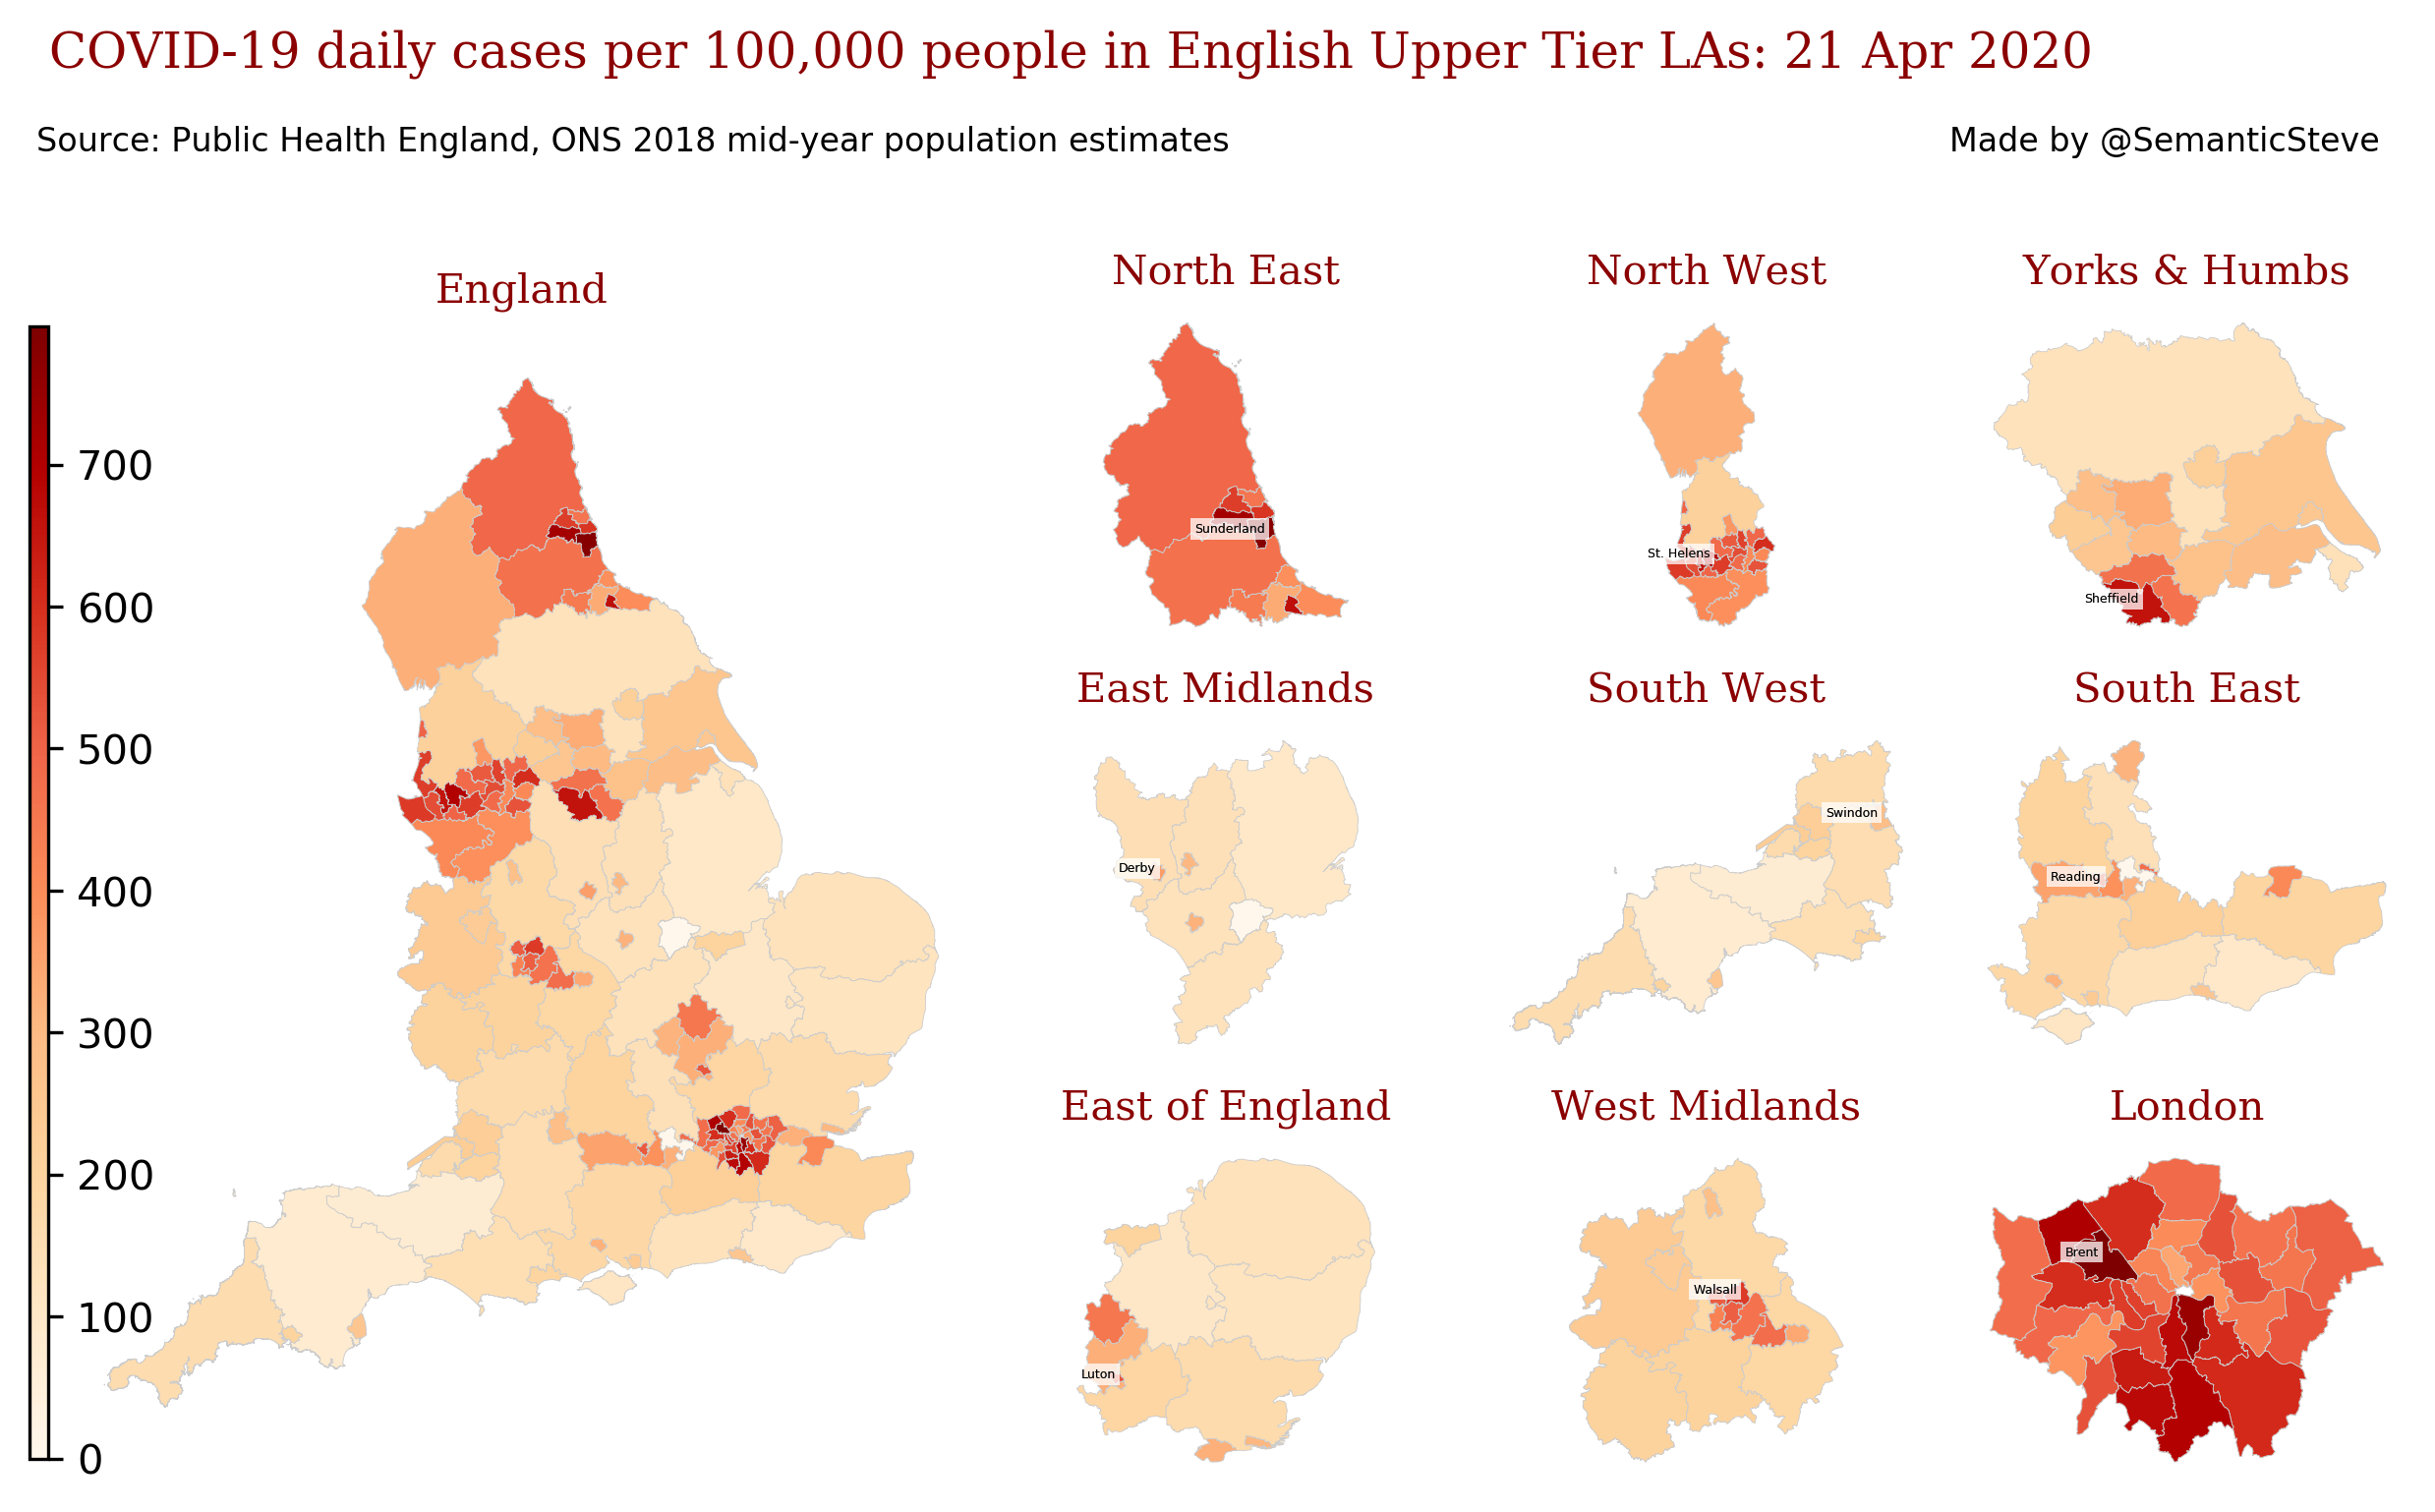 COVID-19 daily cases per 100,000 people in English Upper Tier LAs: 21 Apr 2020
Source: Public Health England, ONS 2018 mid-year population estimates
Made by @SemanticSteve
England
700
600
500
400
300
200
100
0
North East
Sunderland
North West
St. Helens
Yorks & Humbs
Sheffield
East Midlands
Derby
South West
Swindon
South East
Reading
East of England
Luton
West Midlands
Walsall
London
Brent